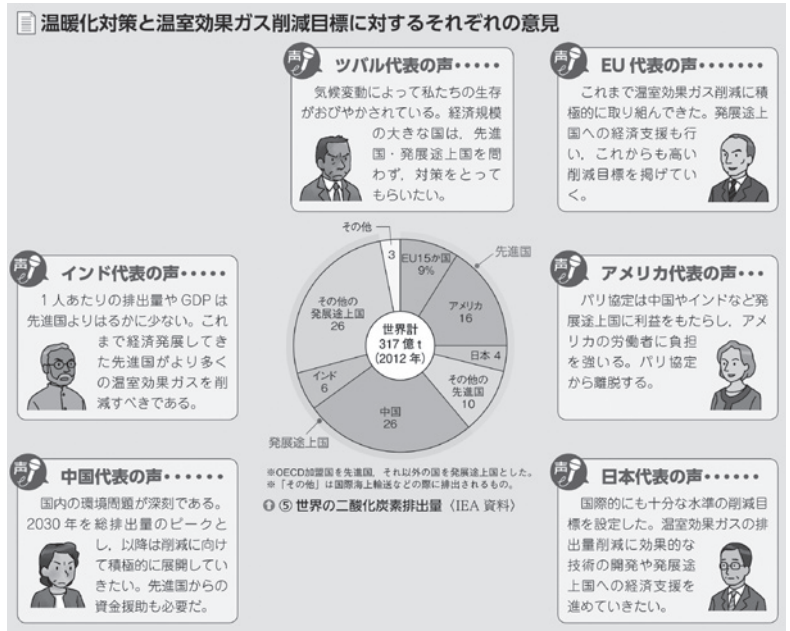 温暖化対策と温室効果ガス削減目標に対するそれぞれの意見
声 ツバル代表の声・・・・・
気候変動によって私たちの生存
がおびやかされている。経済規模
の大きな国は，先進
国・発展途上国を問
わず，対策をとって
もらいたい。
声 EU 代表の声・・・・・・・
これまで温室効果ガス削減に積
極的に取り組んできた。発展途上
国への経済支援も行
い，これからも高い
削減目標を掲げてい
く。
声 インド代表の声・・・・・
1 人あたりの排出量や GDP は
先進国よりはるかに少ない。これ
まで経済発展してき
た先進国がより多く
の温室効果ガスを削
減すべきである。
その他
3
EU15か国
9%
先進国
アメリカ
16
日本 4
その他の
先進国
10
中国
26
インド
6
その他の
発展途上国
26
発展途上国
世界計
317 億 t
(2012 年)
※OECD加盟国を先進国，それ以外の国を発展途上国とした。
※「その他」は国際海上輸送などの際に排出されるもの。
⑤ 世界の二酸化炭素排出量〈IEA 資料〉
声 アメリカ代表の声・・・
パリ協定は中国やインドなど発
展途上国に利益をもたらし，アメ
リカの労働者に負担
を強いる。パリ協定
から離脱する。
声 中国代表の声・・・・・・
国内の環境問題が深刻である。
2030 年を総排出量のピークと
し，以降は削減に向け
て積極的に展開してい
きたい。先進国からの
資金援助も必要だ。
声 日本代表の声・・・・・・
国際的にも十分な水準の削減目
標を設定した。温室効果ガスの排
出量削減に効果的な
技術の開発や発展途
上国への経済支援を
進めていきたい。